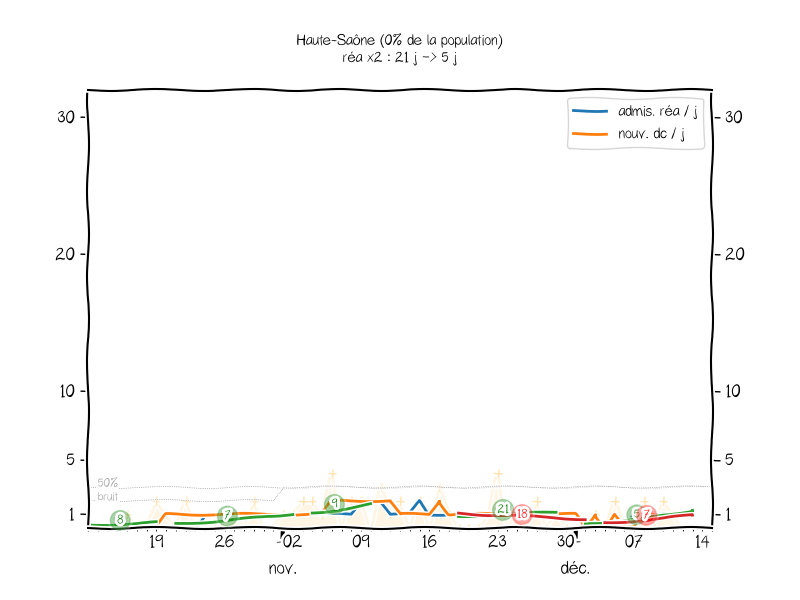 Haute-Saône (0% de la population)
réa x2 : 21 j -> 5 j
admis. réa / j
nouv. dc / j
30 30
20 20
10 10
5 5
50%
bruit
1 1
8 7 9 21 18 5 7
19 26 02 09 16 23 30 07 14
nov. déc.